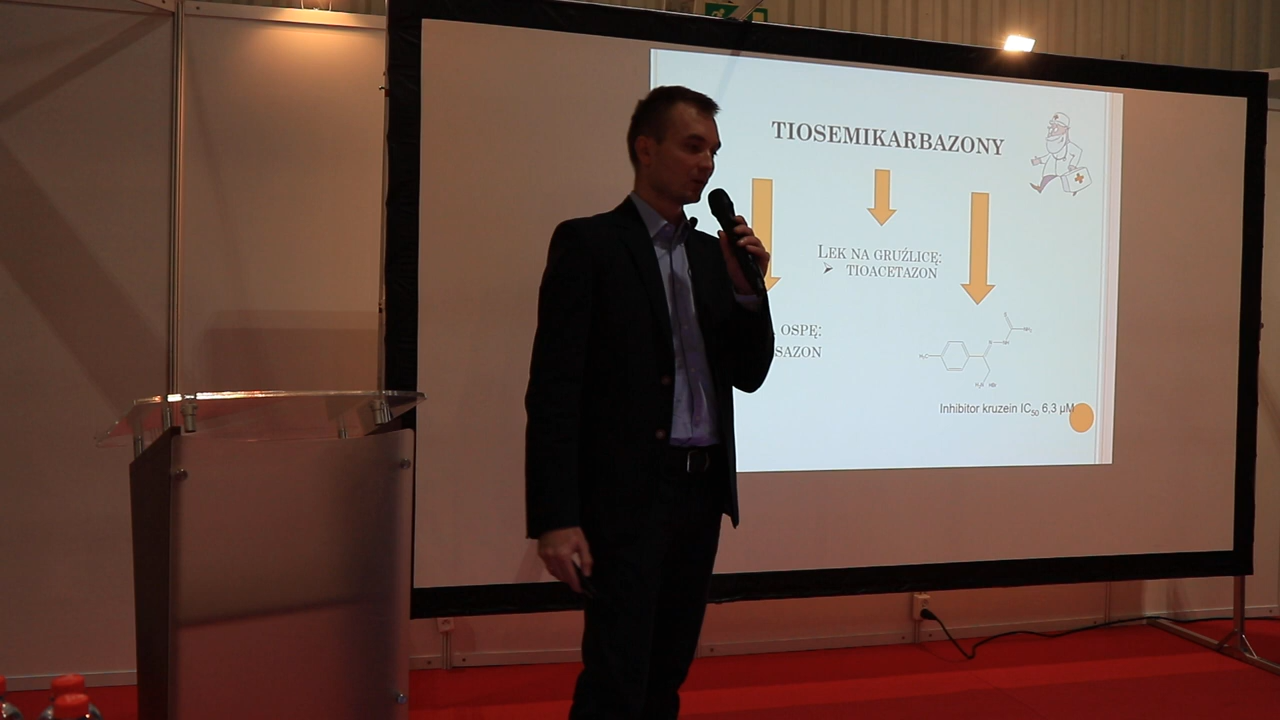 TIOSEMIKARBAZONY
LEK NA GRUŹLICĘ:
TIOACETAZON
OSPĘ:
SAZON
Inhibitor kruzein IC50 6,3 µM